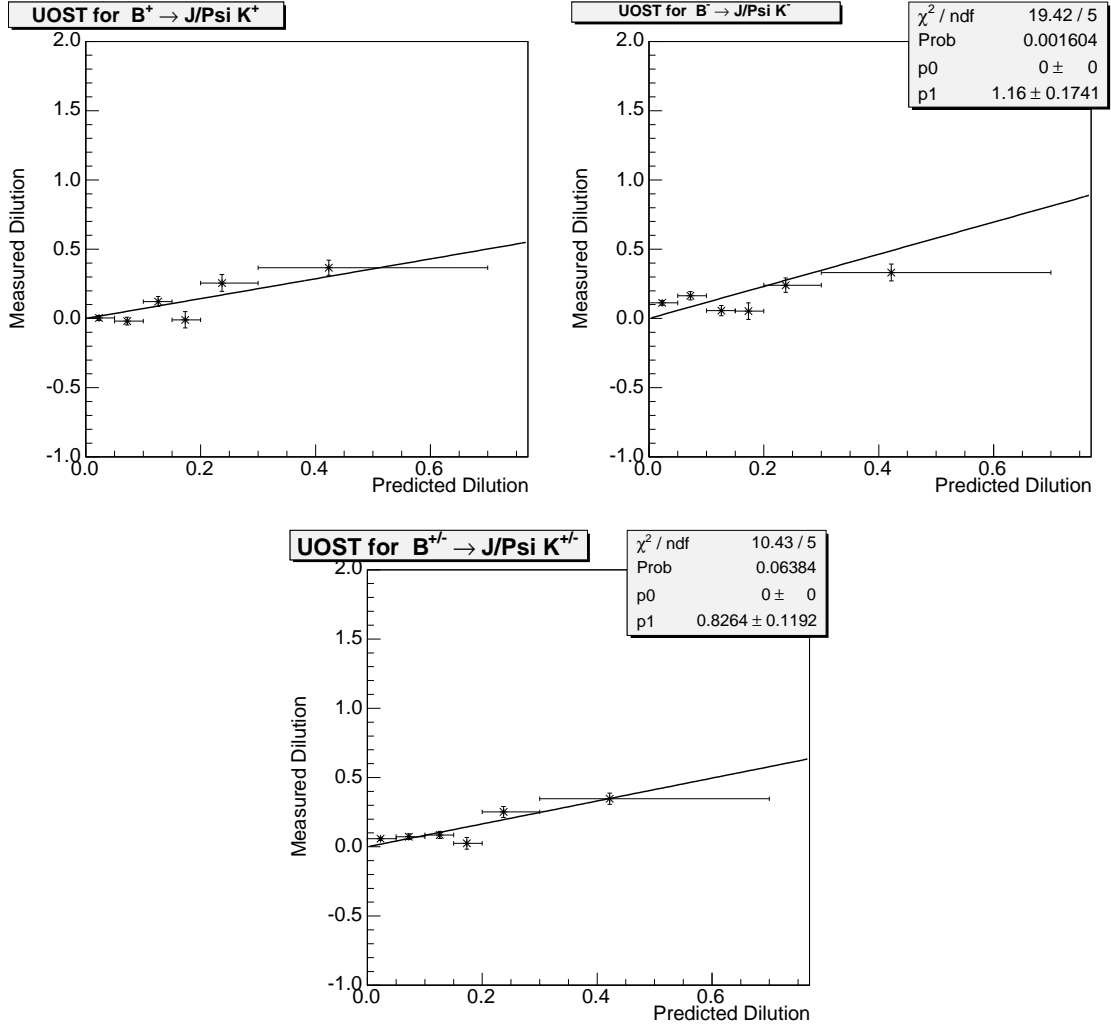 UOST for B⁺ → J/Psi K⁺
2.0
1.5
1.0
0.5
0.0
-0.5
-1.0
Measured Dilution
0.0 0.2 0.4 0.6
Predicted Dilution
UOST for B⁻ → J/Psi K⁻
χ² / ndf 19.42 / 5
Prob 0.001604
p0 0 ± 0
p1 1.16 ± 0.1741
2.0
1.5
1.0
0.5
0.0
-0.5
-1.0
Measured Dilution
0.0 0.2 0.4 0.6
Predicted Dilution
UOST for B⁺/⁻ → J/Psi K⁺/⁻
χ² / ndf 10.43 / 5
Prob 0.06384
p0 0 ± 0
p1 0.8264 ± 0.1192
2.0
1.5
1.0
0.5
0.0
-0.5
-1.0
Measured Dilution
0.0 0.2 0.4 0.6
Predicted Dilution